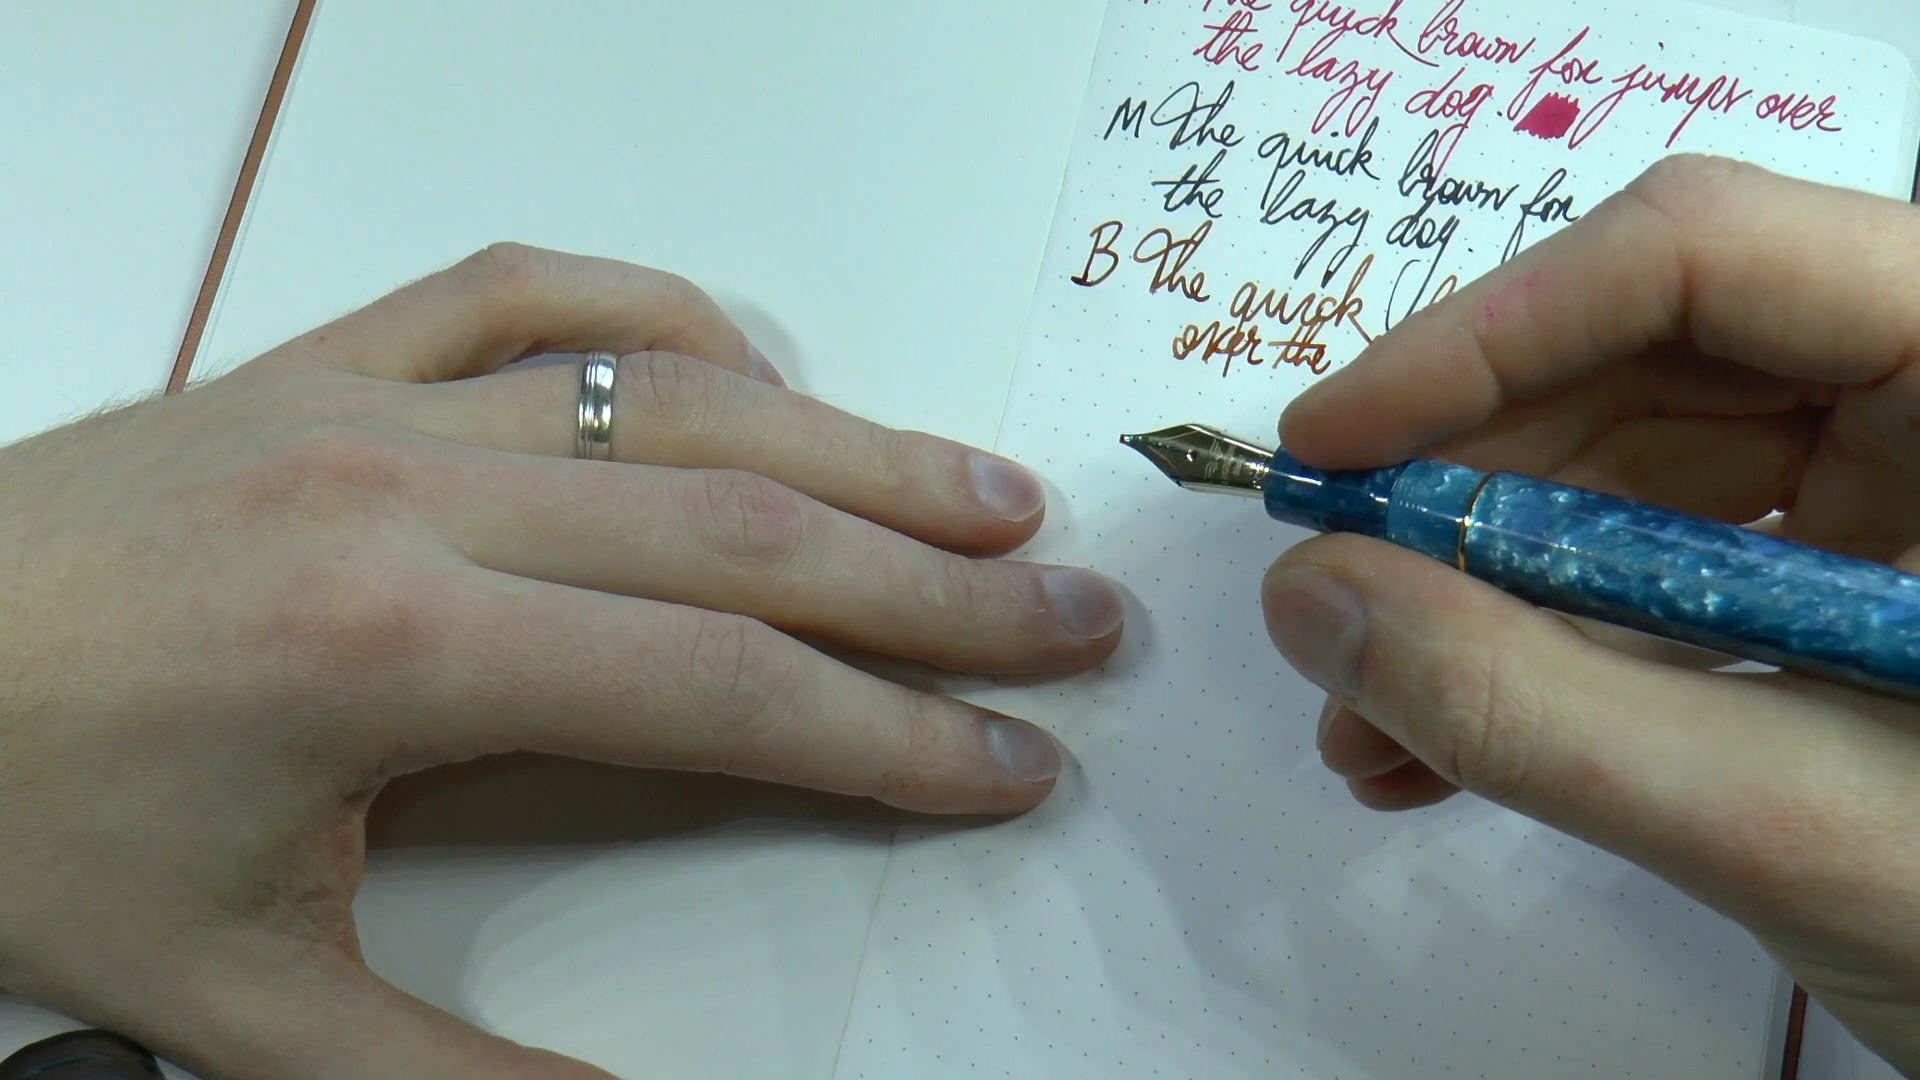 The quick brown fox jumps over
the lazy dog.
M The quick brown fox
the lazy dog.
B The quick
over the